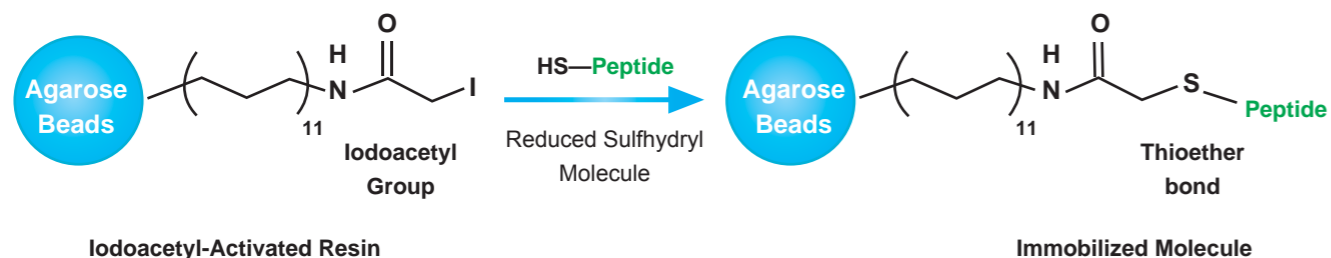 Agarose
Beads
11
H
N
O
I
Iodoacetyl
Group
HS—Peptide
Reduced Sulfhydryl
Molecule
Agarose
Beads
11
H
N
O
S
Peptide
Thioether
bond
Iodoacetyl-Activated Resin
Immobilized Molecule